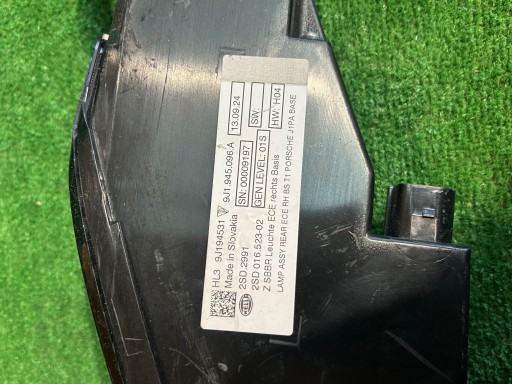 HL3 9J194531 9J1.945.096.A 13.09.24 SW: HW: H04
Made in Slovakia SN: 00009197 GEN LEVEL: 01S
2SD 2991
2SD 016.523-02
Z SBBR Leuchte ECE rechts Basis
LAMP ASSY REAR ECE RH BS T1 PORSCHE J1PA BASE
HELLA